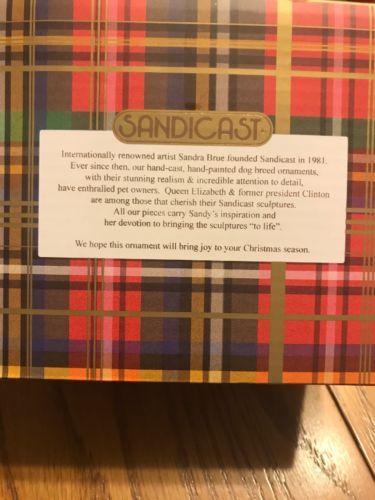 SANDICAST
Internationally renowned artist Sandra Brue founded Sandicast in 1981.
Ever since then, our hand-cast, hand-painted dog breed ornaments,
with their stunning realism & incredible attention to detail,
have enthralled pet owners. Queen Elizabeth & former president Clinton
are among those that cherish their Sandicast sculptures.
All our pieces carry Sandy's inspiration and
her devotion to bringing the sculptures "to life".
We hope this ornament will bring joy to your Christmas season.